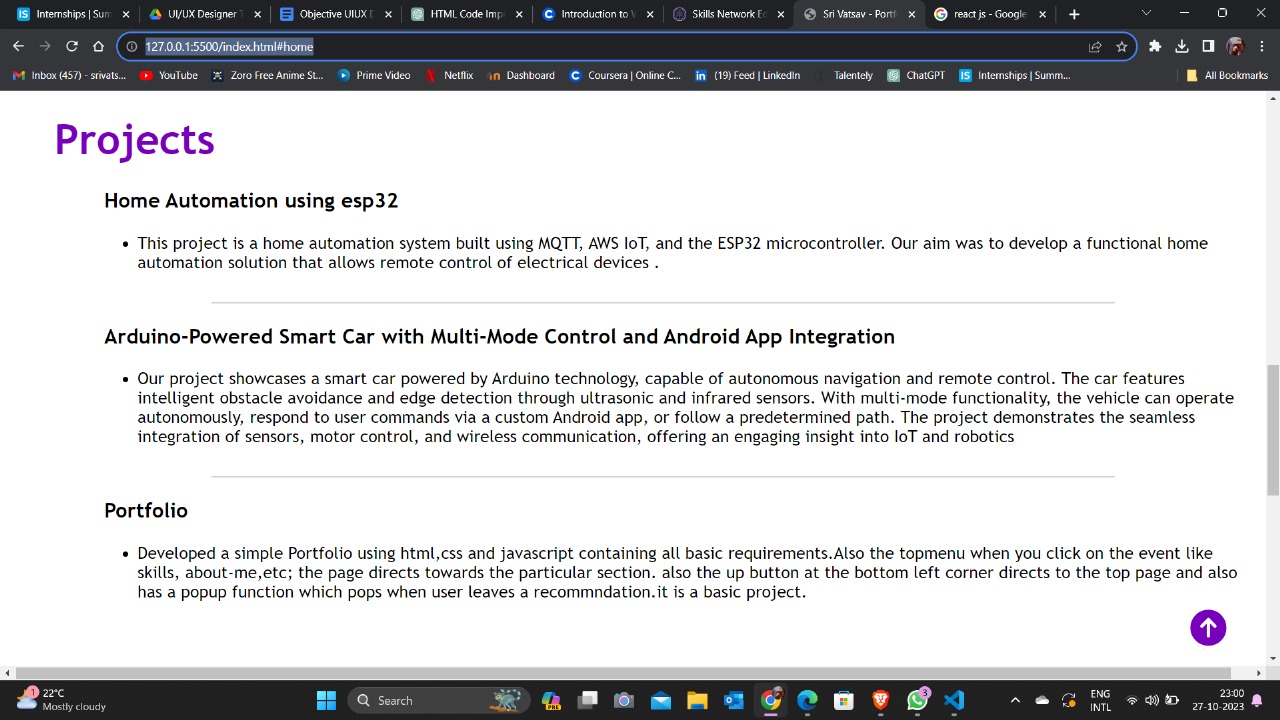 Internships | Sum
UI/UX Designer T
Objective UIUX D
HTML Code Impr
Introduction to W
Skills Network Ec
Sri Vatsav - Portf
react js - Google
127.0.0.1:5500/index.html#home
Inbox (457) - srivats...
YouTube
Zoro Free Anime St...
Prime Video
Netflix
Dashboard
Coursera | Online C...
(19) Feed | LinkedIn
Talentely
ChatGPT
Internships | Summ...
All Bookmarks
Projects
Home Automation using esp32
• This project is a home automation system built using MQTT, AWS IoT, and the ESP32 microcontroller. Our aim was to develop a functional home
automation solution that allows remote control of electrical devices .
Arduino-Powered Smart Car with Multi-Mode Control and Android App Integration
• Our project showcases a smart car powered by Arduino technology, capable of autonomous navigation and remote control. The car features
intelligent obstacle avoidance and edge detection through ultrasonic and infrared sensors. With multi-mode functionality, the vehicle can operate
autonomously, respond to user commands via a custom Android app, or follow a predetermined path. The project demonstrates the seamless
integration of sensors, motor control, and wireless communication, offering an engaging insight into IoT and robotics
Portfolio
• Developed a simple Portfolio using html,css and javascript containing all basic requirements.Also the topmenu when you click on the event like
skills, about-me,etc; the page directs towards the particular section. also the up button at the bottom left corner directs to the top page and also
has a popup function which pops when user leaves a recommndation.it is a basic project.
1
22°C
Mostly cloudy
Search
PRE
3
ENG
INTL
23:00
27-10-2023